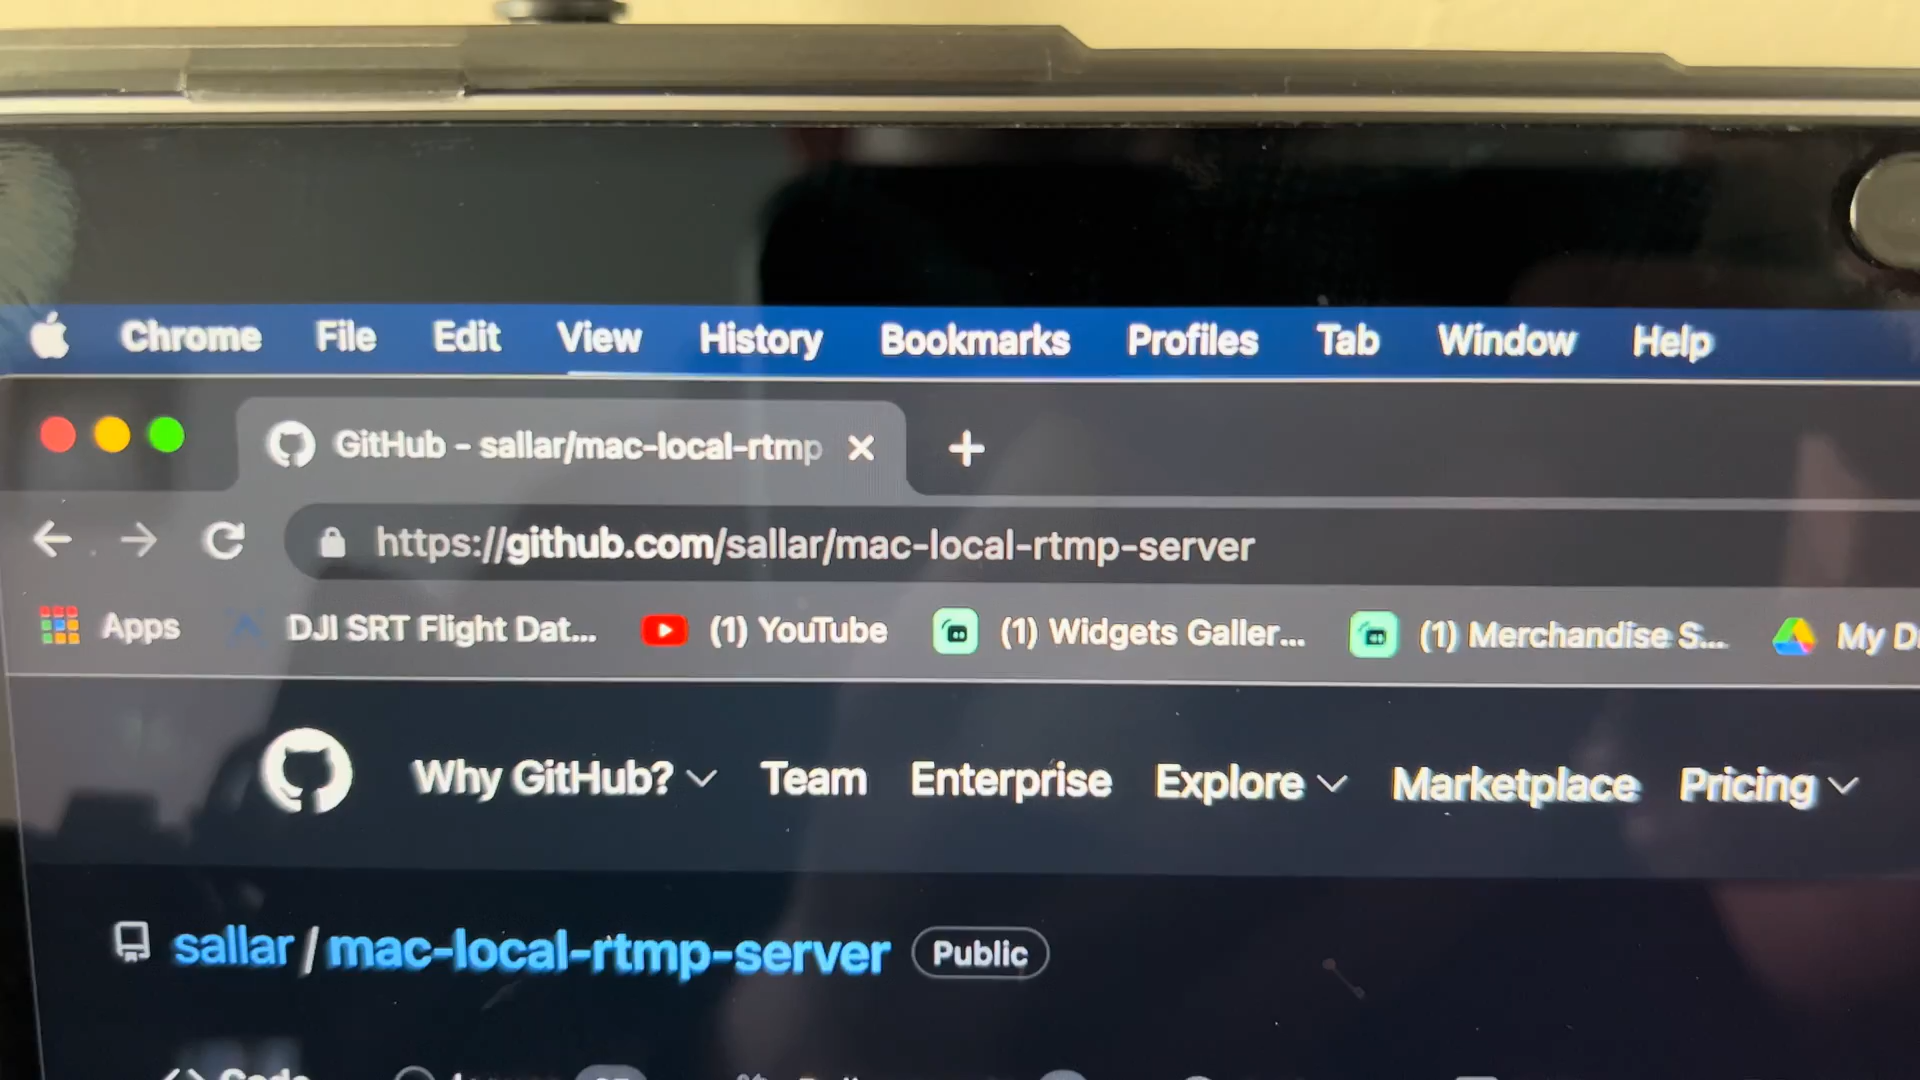 Chrome File Edit View History Bookmarks Profiles Tab Window Help
GitHub - sallar/mac-local-rtmp
https://github.com/sallar/mac-local-rtmp-server
Apps DJI SRT Flight Dat... (1) YouTube (1) Widgets Galler... (1) Merchandise S... My D
Why GitHub? Team Enterprise Explore Marketplace Pricing
sallar / mac-local-rtmp-server Public
Code